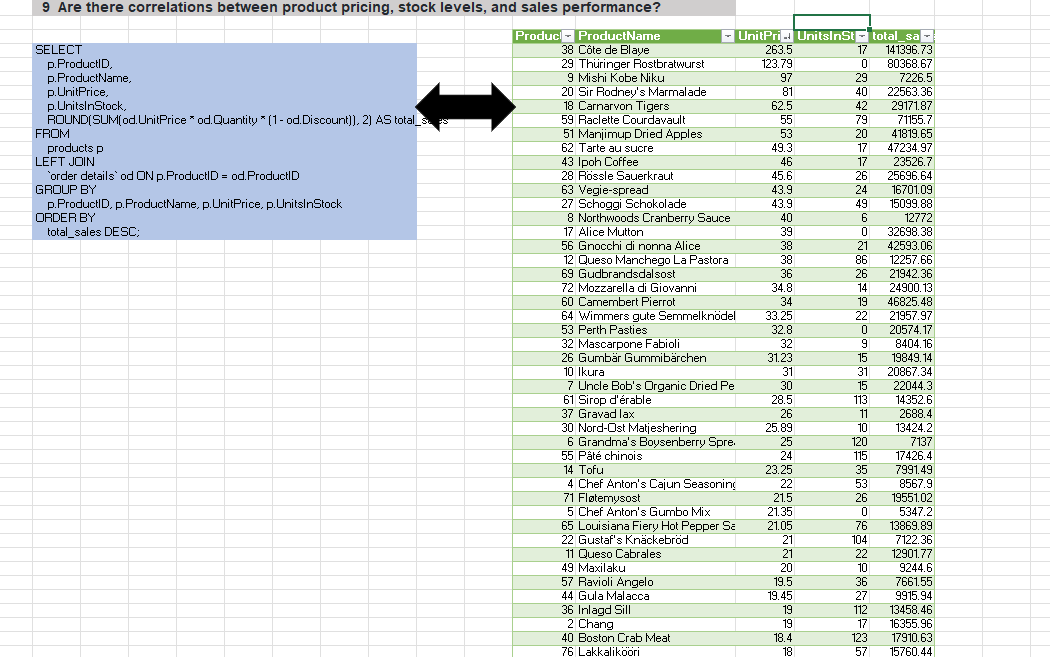 9 Are there correlations between product pricing, stock levels, and sales performance?
SELECT
p.ProductID,
p.ProductName,
p.UnitPrice,
p.UnitsInStock,
ROUND(SUM(od.UnitPrice * od.Quantity * (1 - od.Discount)), 2) AS total_sales
FROM
products p
LEFT JOIN
`order details` od ON p.ProductID = od.ProductID
GROUP BY
p.ProductID, p.ProductName, p.UnitPrice, p.UnitsInStock
ORDER BY
total_sales DESC;
Product ProductName UnitPri UnitsInSt total_sa
38 Côte de Blaye 263.5 17 141396.73
29 Thüringer Rostbratwurst 123.79 0 80368.67
9 Mishi Kobe Niku 97 29 7226.5
20 Sir Rodney's Marmalade 81 40 22563.36
18 Carnarvon Tigers 62.5 42 29171.87
59 Raclette Courdavault 55 79 71155.7
51 Manjimup Dried Apples 53 20 41819.65
62 Tarte au sucre 49.3 17 47234.97
43 Ipoh Coffee 46 17 23526.7
28 Rössle Sauerkraut 45.6 26 25696.64
63 Vegie-spread 43.9 24 16701.09
27 Schoggi Schokolade 43.9 49 15099.88
8 Northwoods Cranberry Sauce 40 6 12772
17 Alice Mutton 39 0 32698.38
56 Gnocchi di nonna Alice 38 21 42593.06
12 Queso Manchego La Pastora 38 86 12257.66
69 Gudbrandsdalsost 36 26 21942.36
72 Mozzarella di Giovanni 34.8 14 24900.13
60 Camembert Pierrot 34 19 46825.48
64 Wimmers gute Semmelknödel 33.25 22 21957.97
53 Perth Pasties 32.8 0 20574.17
32 Mascarpone Fabioli 32 9 8404.16
26 Gumbär Gummibärchen 31.23 15 19849.14
10 Ikura 31 31 20867.34
7 Uncle Bob's Organic Dried Pe 30 15 22044.3
61 Sirop d'érable 28.5 113 14352.6
37 Gravad lax 26 11 2688.4
30 Nord-Ost Matjeshering 25.89 10 13424.2
6 Grandma's Boysenberry Spre 25 120 7137
55 Pâté chinois 24 115 17426.4
14 Tofu 23.25 35 7991.49
4 Chef Anton's Cajun Seasoning 22 53 8567.9
71 Fløtemysost 21.5 26 19551.02
5 Chef Anton's Gumbo Mix 21.35 0 5347.2
65 Louisiana Fiery Hot Pepper Sa 21.05 76 13869.89
22 Gustaf's Knäckebröd 21 104 7122.36
11 Queso Cabrales 21 22 12901.77
49 Maxilaku 20 10 9244.6
57 Ravioli Angelo 19.5 36 7661.55
44 Gula Malacca 19.45 27 9915.94
36 Inlagd Sill 19 112 13458.46
2 Chang 19 17 16355.96
40 Boston Crab Meat 18.4 123 17910.63
76 Lakkalikööri 18 57 15760.44